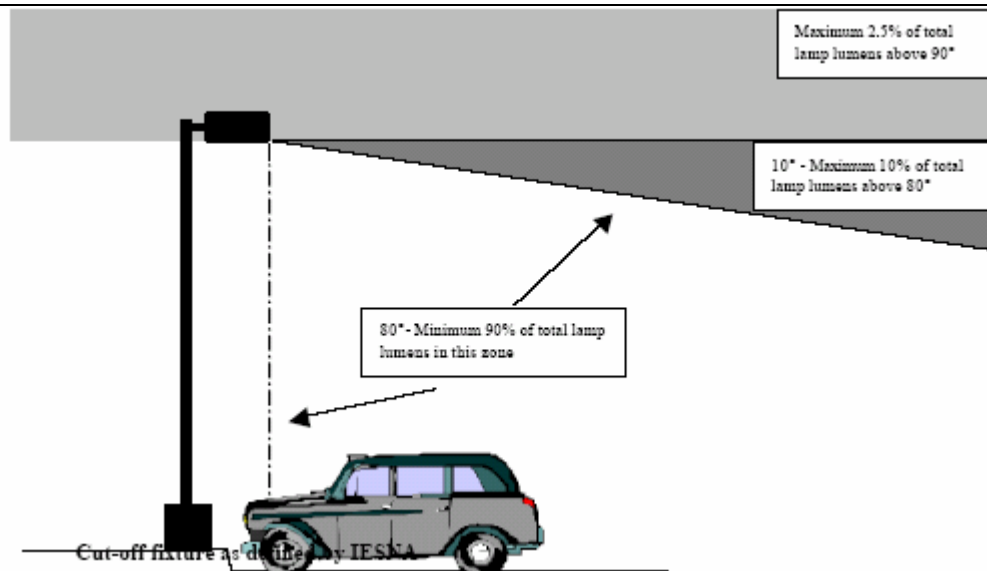 Maximum 2.5% of total
lamp lumens above 90°
10° - Maximum 10% of total
lamp lumens above 80°
80°- Minimum 90% of total lamp
lumens in this zone
Cut-off fixture as defined by IESNA